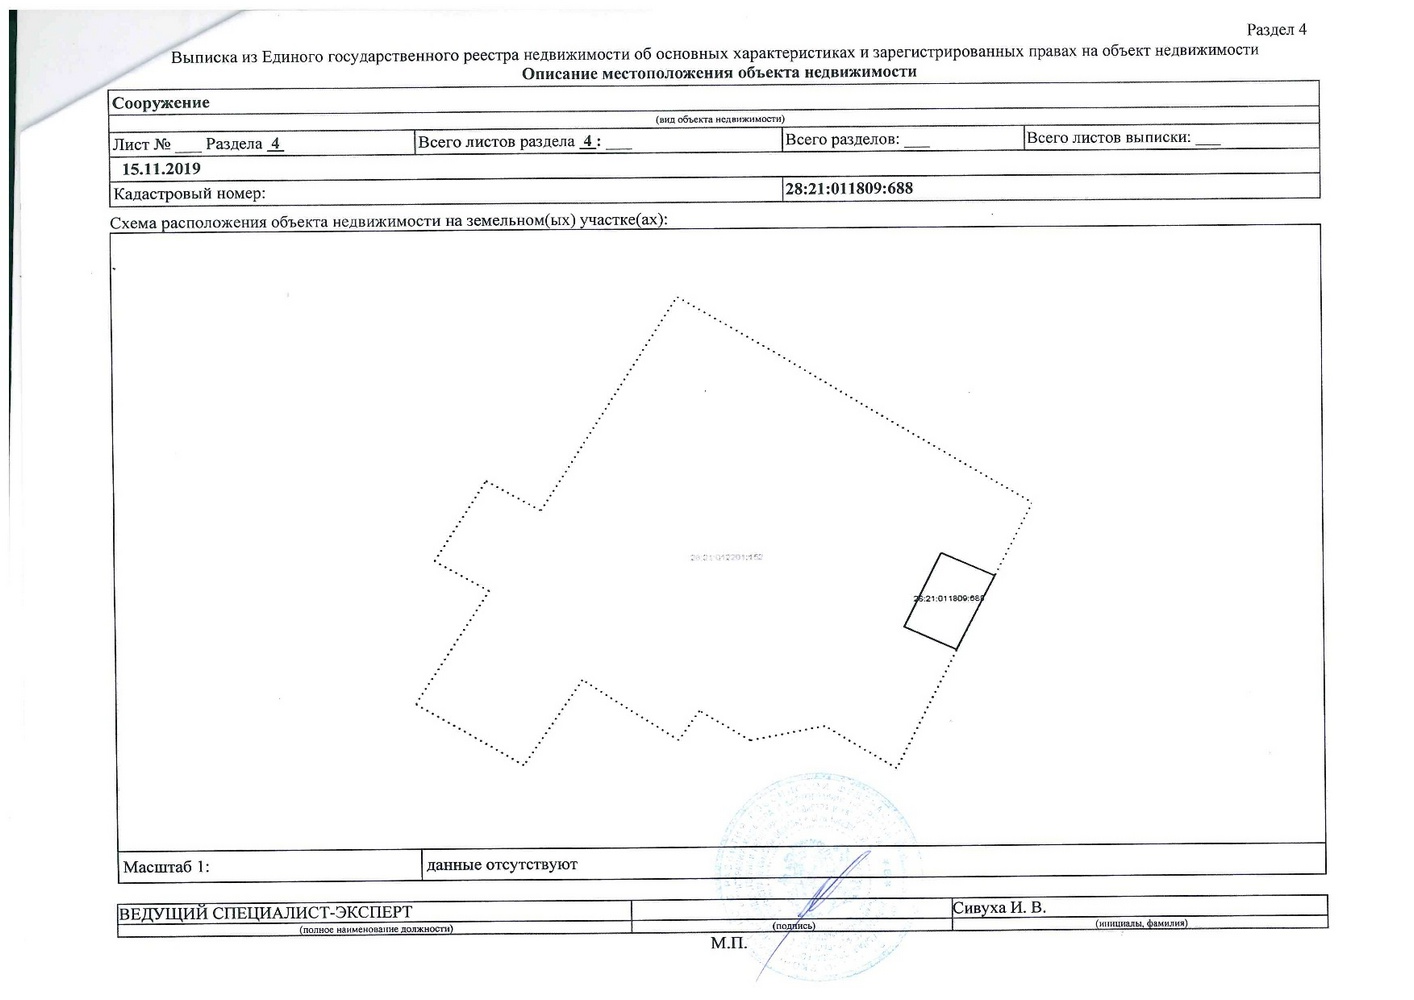 Раздел 4
Выписка из Единого государственного реестра недвижимости об основных характеристиках и зарегистрированных правах на объект недвижимости
Описание местоположения объекта недвижимости
Сооружение
(вид объекта недвижимости)
Лист № ___ Раздела 4 Всего листов раздела 4 : ___ Всего разделов: ___ Всего листов выписки: ___
15.11.2019
Кадастровый номер: 28:21:011809:688
Схема расположения объекта недвижимости на земельном(ых) участке(ах):
28:21:011809:688
Масштаб 1: данные отсутствуют
ВЕДУЩИЙ СПЕЦИАЛИСТ-ЭКСПЕРТ Сивуха И. В.
(полное наименование должности) (подпись) (инициалы, фамилия)
М.П.